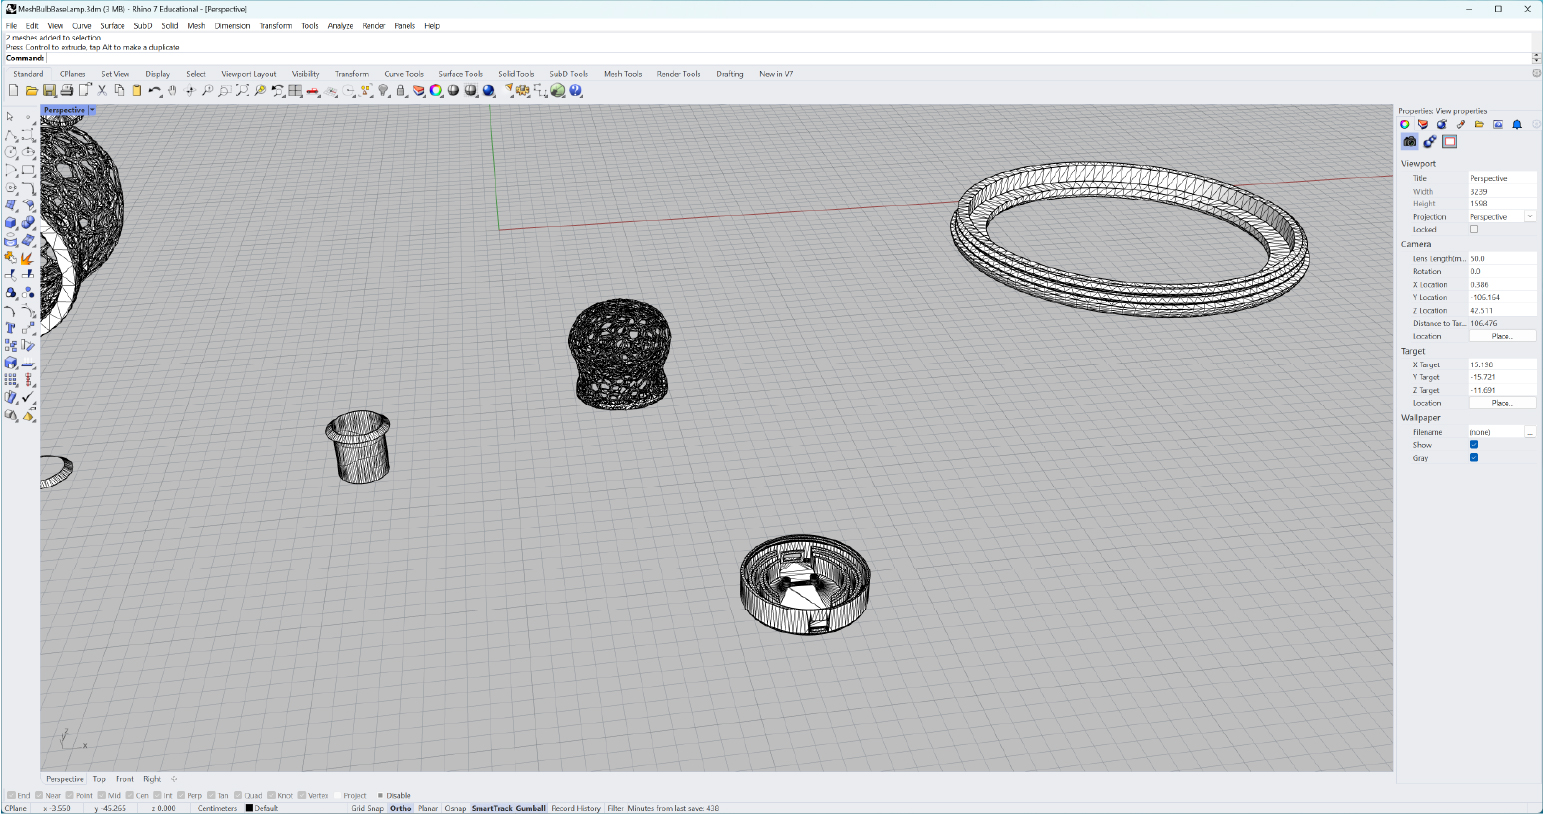 MeshBulbBaseLamp.3dm (3 MB) - Rhino 7 Educational - [Perspective]
File Edit View Curve Surface SubD Solid Mesh Dimension Transform Tools Analyze Render Panels Help
2 meshes added to selection
Press Control to extrude, tap Alt to make a duplicate
Command:
Standard CPlanes Set View Display Select Viewport Layout Visibility Transform Curve Tools Surface Tools Solid Tools SubD Tools Mesh Tools Render Tools Drafting New in V7
Perspective
Properties: View properties
Viewport
Title Perspective
Width 3239
Height 1598
Projection Perspective
Locked
Camera
Lens Length(m... 50.0
Rotation 0.0
X Location 0.386
Y Location -106.164
Z Location 42.511
Distance to Tar... 106.476
Location Place...
Target
X Target 15.130
Y Target -15.721
Z Target -11.691
Location Place...
Wallpaper
Filename (none) ...
Show
Gray
x
Perspective Top Front Right
End Near Point Mid Cen Int Perp Tan Quad Knot Vertex Project Disable
CPlane x -3.550 y -45.265 z 0.000 Centimeters Default Grid Snap Ortho Planar Osnap SmartTrack Gumball Record History Filter Minutes from last save: 438